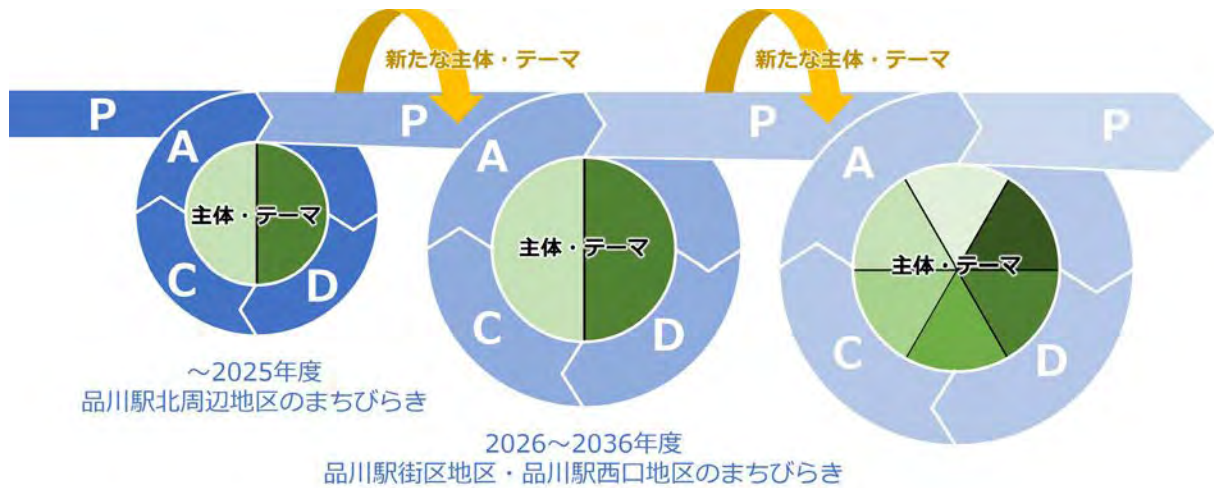 新たな主体・テーマ
新たな主体・テーマ
P
P
P
P
A
主体・テーマ
C
D
A
主体・テーマ
C
D
A
主体・テーマ
C
D
～2025年度
品川駅北周辺地区のまちびらき
2026～2036年度
品川駅街区地区・品川駅西口地区のまちびらき